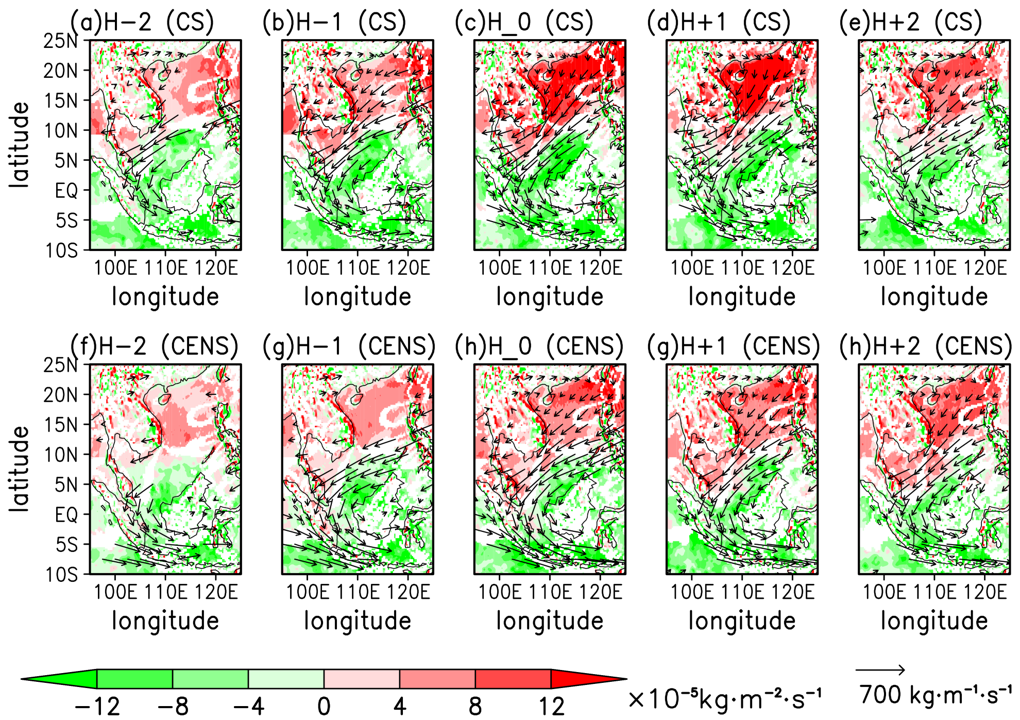 (a)H−2 (CS) (b)H−1 (CS) (c)H_0 (CS) (d)H+1 (CS) (e)H+2 (CS)
25N
20N
15N
10N
5N
EQ
5S
10S
latitude
100E 110E 120E 100E 110E 120E 100E 110E 120E 100E 110E 120E 100E 110E 120E
longitude longitude longitude longitude longitude
(f)H−2 (CENS) (g)H−1 (CENS) (h)H_0 (CENS) (g)H+1 (CENS) (h)H+2 (CENS)
25N
20N
15N
10N
5N
EQ
5S
10S
latitude
100E 110E 120E 100E 110E 120E 100E 110E 120E 100E 110E 120E 100E 110E 120E
longitude longitude longitude longitude longitude
−12 −8 −4 0 4 8 12 ×10⁻⁵kg·m⁻²·s⁻¹ 700 kg·m⁻¹·s⁻¹